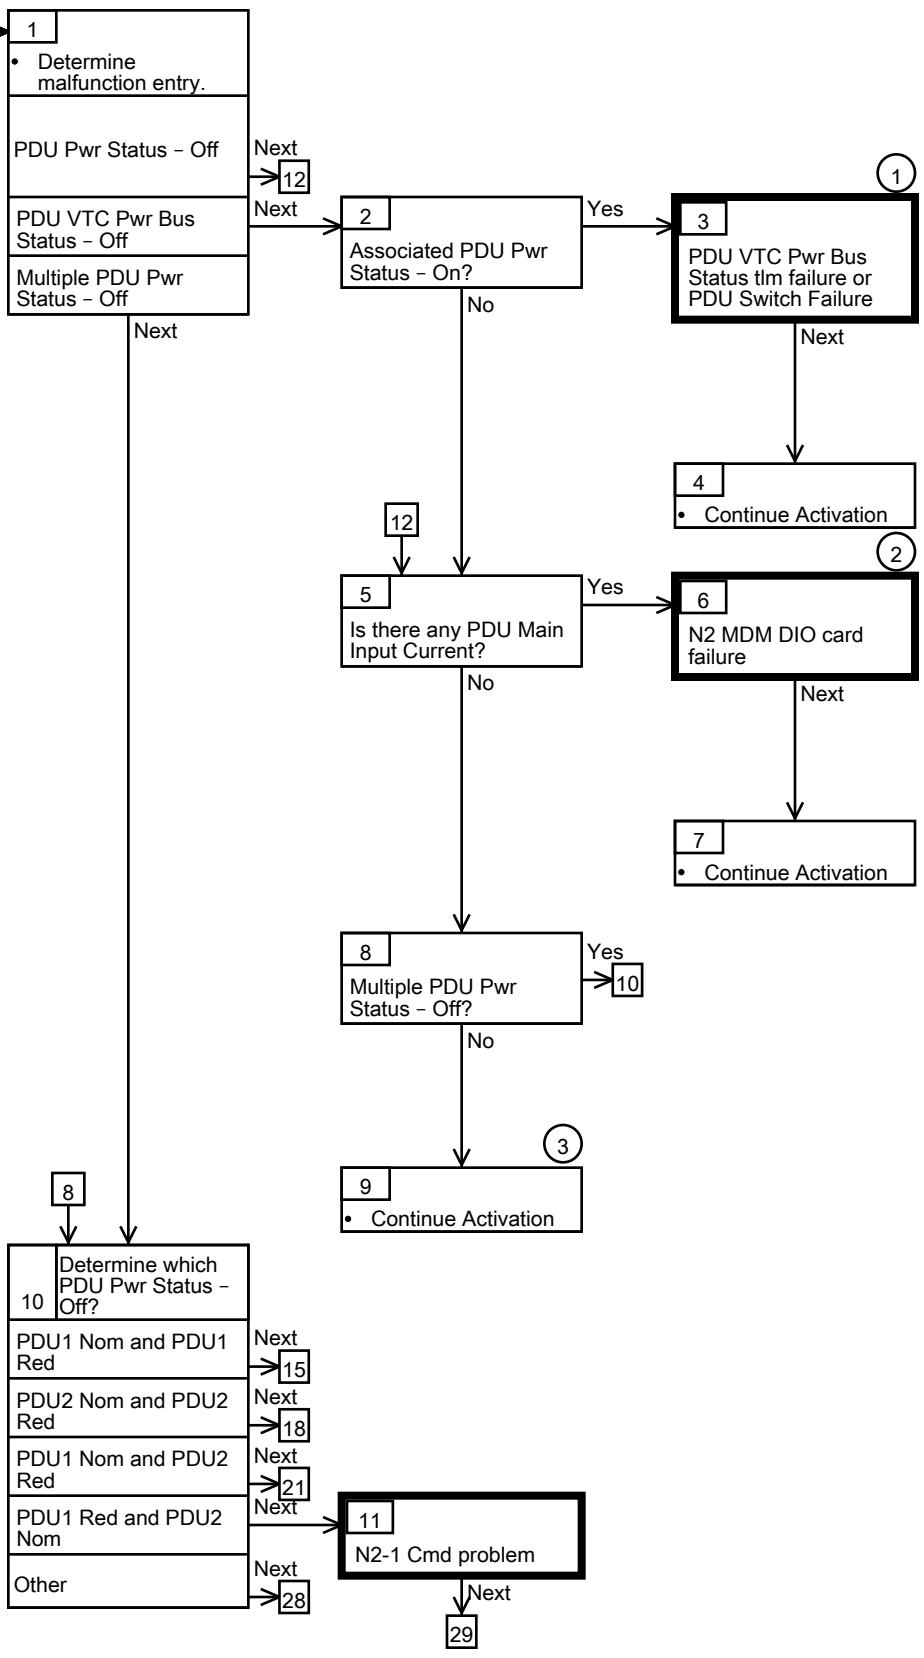 1
• Determine
malfunction entry.
PDU Pwr Status – Off
Next
12
PDU VTC Pwr Bus
Status – Off
Next
Multiple PDU Pwr
Status – Off
Next
2
Associated PDU Pwr
Status – On?
Yes
No
1
3
PDU VTC Pwr Bus
Status tlm failure or
PDU Switch Failure
Next
4
• Continue Activation
12
5
Is there any PDU Main
Input Current?
Yes
No
2
6
N2 MDM DIO card
failure
Next
7
• Continue Activation
8
Multiple PDU Pwr
Status – Off?
Yes
10
No
3
9
• Continue Activation
8
10
Determine which
PDU Pwr Status –
Off?
PDU1 Nom and PDU1
Red
Next
15
PDU2 Nom and PDU2
Red
Next
18
PDU1 Nom and PDU2
Red
Next
21
PDU1 Red and PDU2
Nom
Next
Other
Next
28
11
N2-1 Cmd problem
Next
29